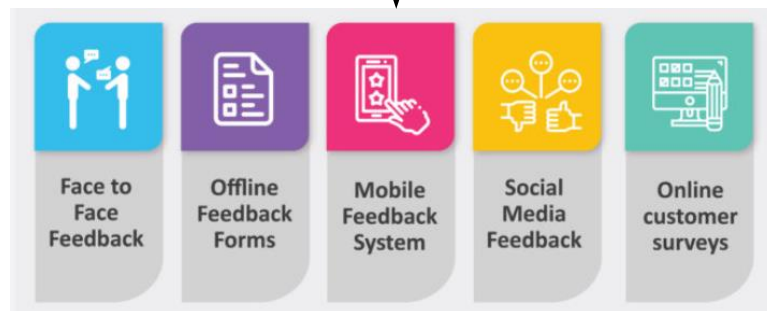 Face to
Face
Feedback
Offline
Feedback
Forms
Mobile
Feedback
System
Social
Media
Feedback
Online
customer
surveys